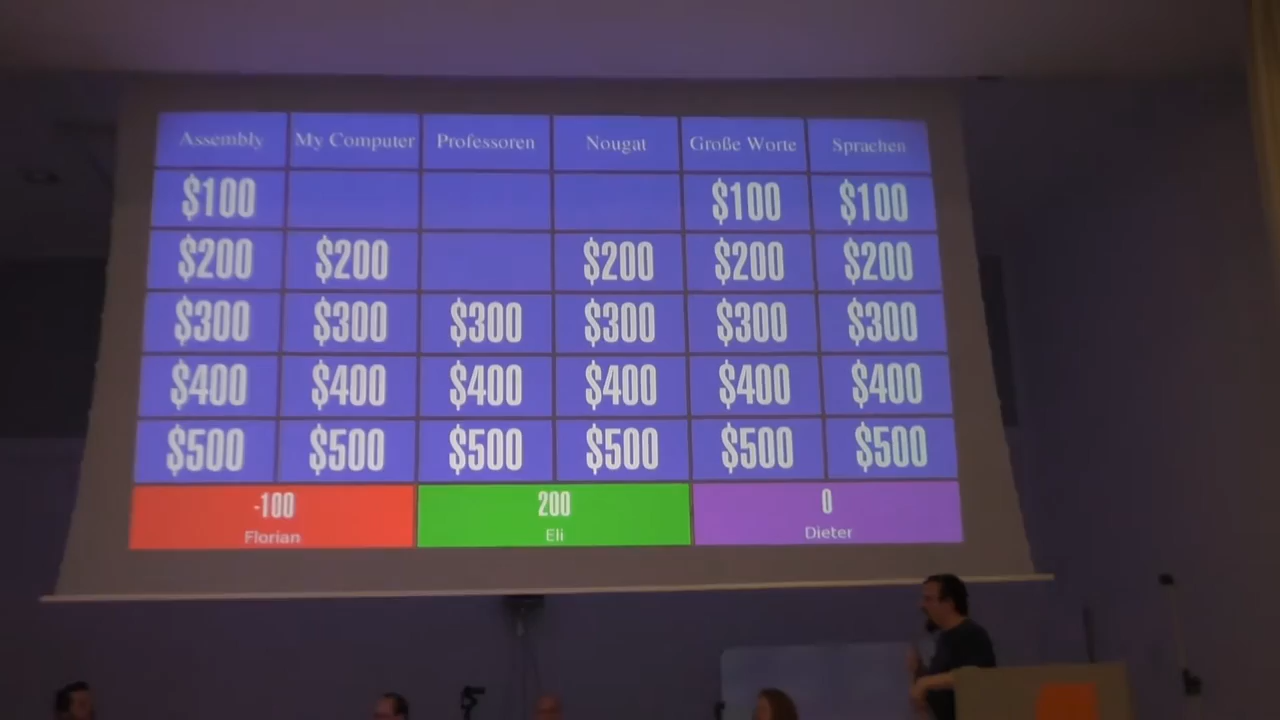 Assembly My Computer Professoren Nougat Große Worte Sprachen
$100 $100 $100
$200 $200 $200 $200 $200
$300 $300 $300 $300 $300 $300
$400 $400 $400 $400 $400 $400
$500 $500 $500 $500 $500 $500
-100 200 0
Florian Eli Dieter